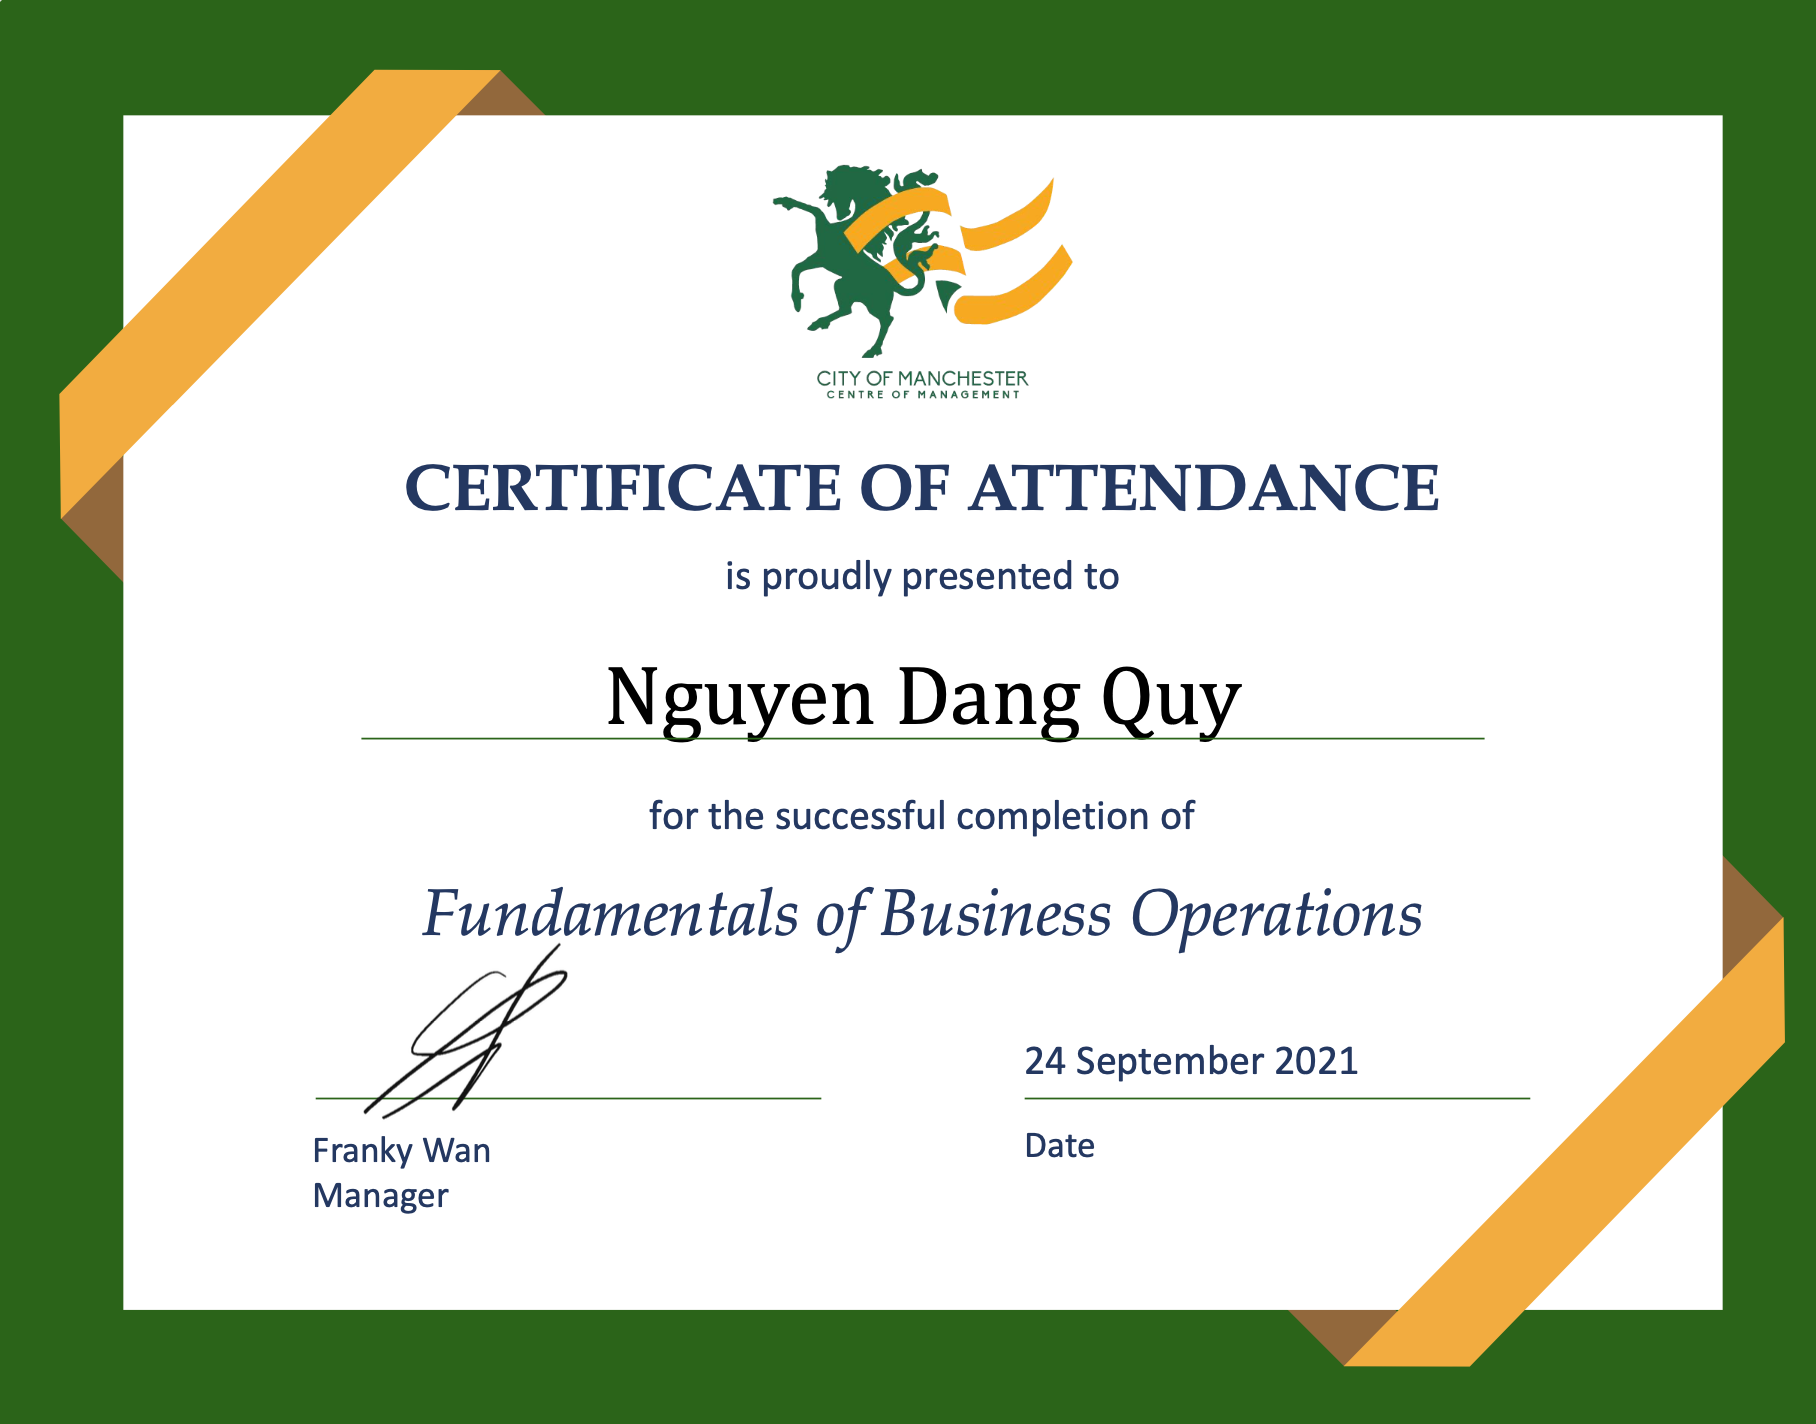 CITY OF MANCHESTER
CENTRE OF MANAGEMENT
CERTIFICATE OF ATTENDANCE
is proudly presented to
Nguyen Dang Quy
for the successful completion of
Fundamentals of Business Operations
24 September 2021
Franky Wan
Manager
Date